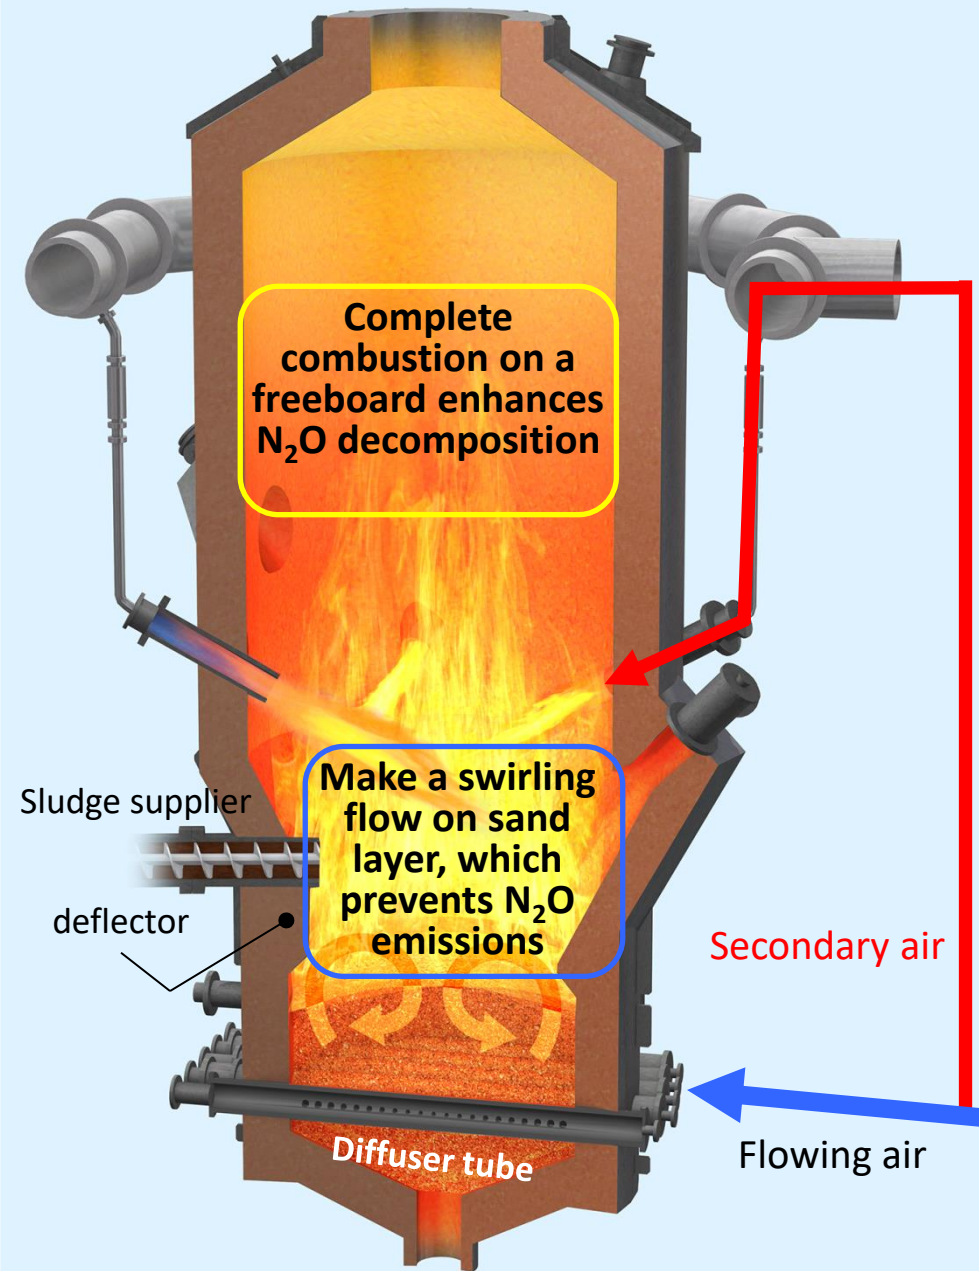 Complete
combustion on a
freeboard enhances
N₂O decomposition
Make a swirling
flow on sand
layer, which
prevents N₂O
emissions
Sludge supplier
deflector
Secondary air
Flowing air
Diffuser tube